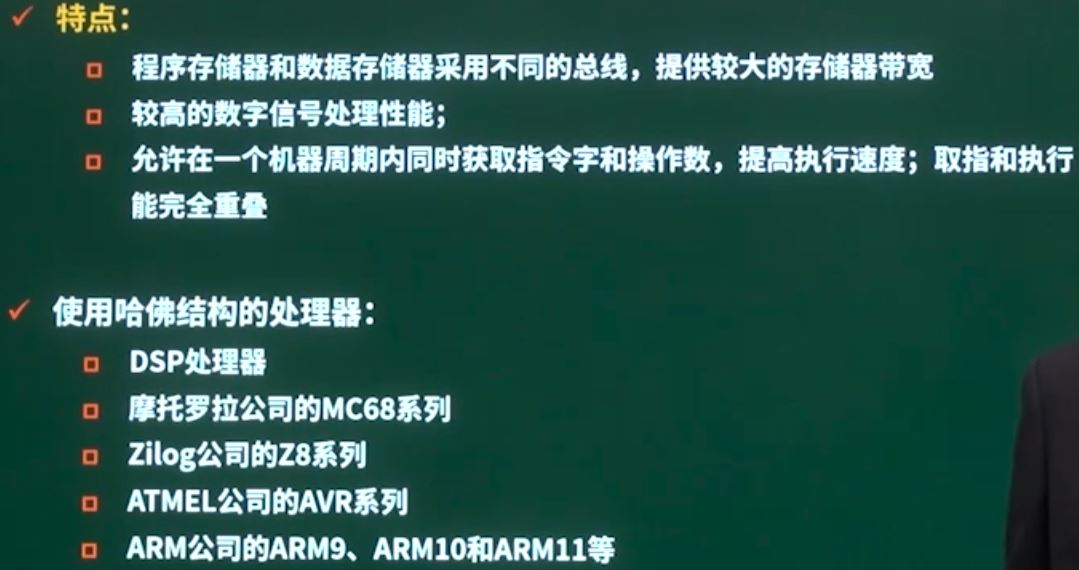 特点：
程序存储器和数据存储器采用不同的总线，提供较大的存储器带宽
较高的数字信号处理性能；
允许在一个机器周期内同时获取指令字和操作数，提高执行速度；取指和执行
能完全重叠
使用哈佛结构的处理器：
DSP处理器
摩托罗拉公司的MC68系列
Zilog公司的Z8系列
ATMEL公司的AVR系列
ARM公司的ARM9、ARM10和ARM11等